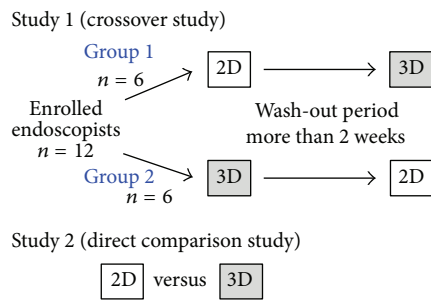 Study 1 (crossover study)
Group 1
n = 6
2D
3D
Enrolled
endoscopists
n = 12
Wash-out period
more than 2 weeks
Group 2
n = 6
3D
2D
Study 2 (direct comparison study)
2D versus 3D